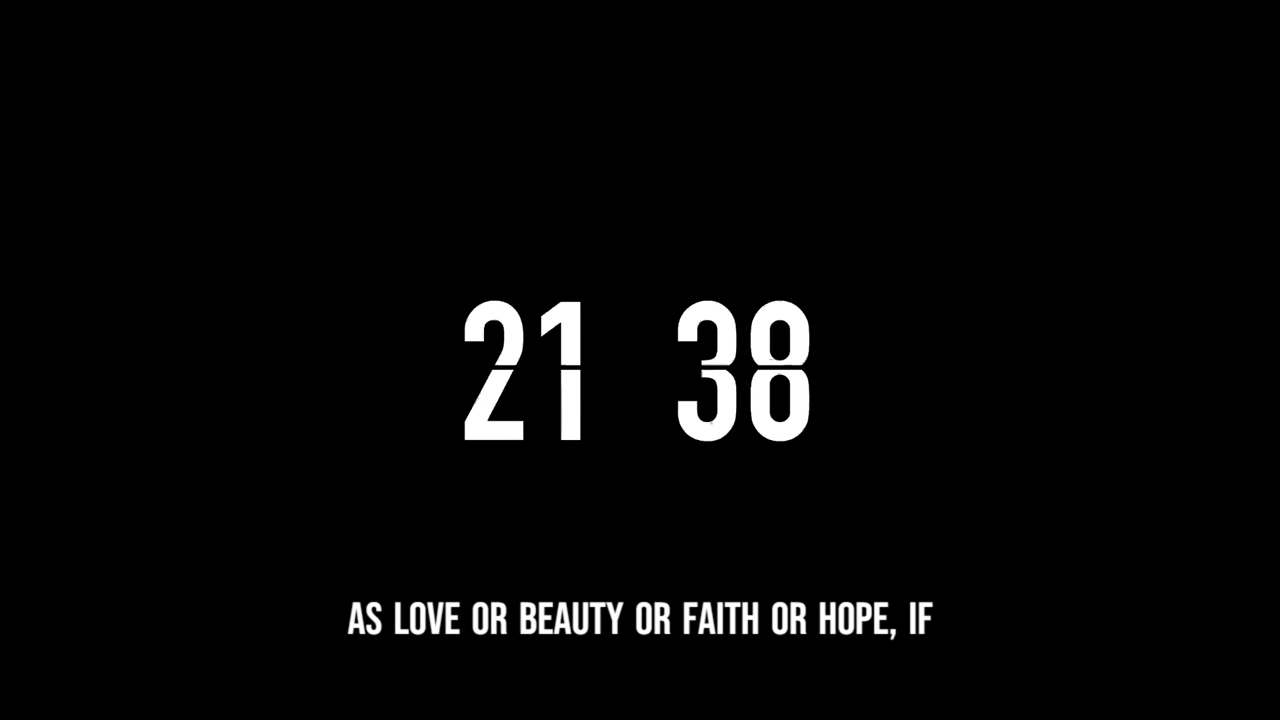 21 38
AS LOVE OR BEAUTY OR FAITH OR HOPE, IF